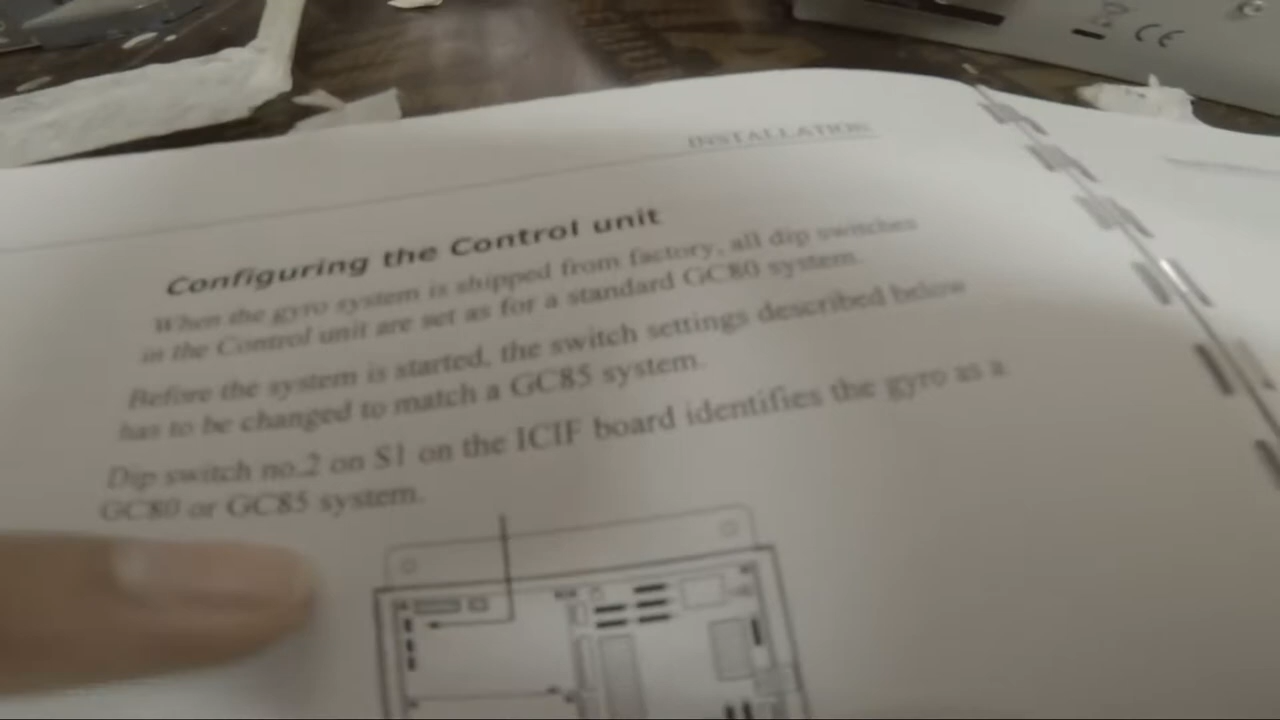 INSTALLATION
Configuring the Control unit
When the gyro system is shipped from factory, all dip switches
in the Control unit are set as for a standard GC80 system.
Before the system is started, the switch settings described below
has to be changed to match a GC85 system.
Dip switch no.2 on S1 on the ICIF board identifies the gyro as a
GC80 or GC85 system.
CE